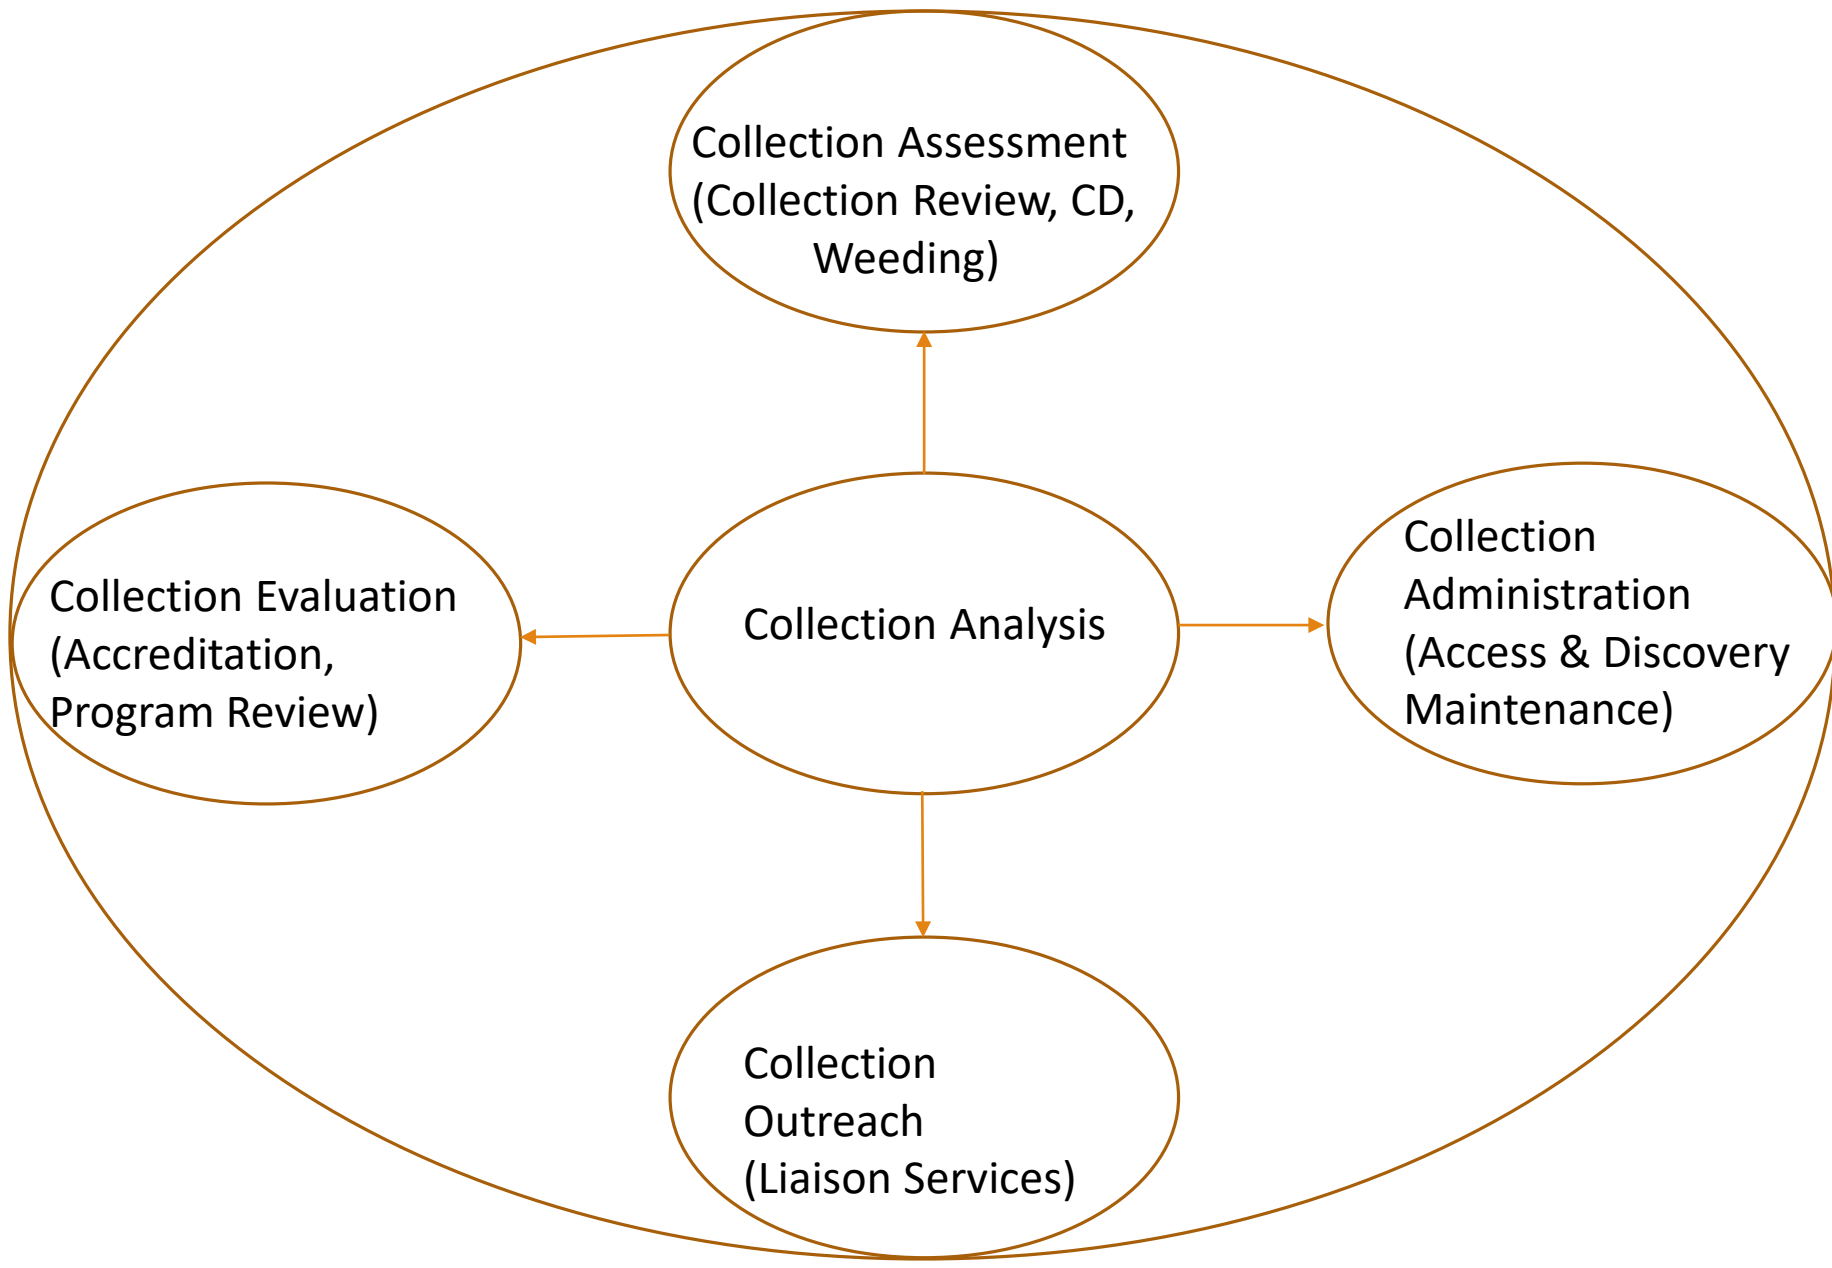 Collection Assessment
(Collection Review, CD,
Weeding)
Collection Evaluation
(Accreditation,
Program Review)
Collection Analysis
Collection
Administration
(Access & Discovery
Maintenance)
Collection
Outreach
(Liaison Services)